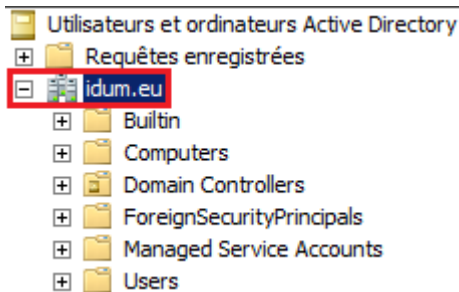 Utilisateurs et ordinateurs Active Directory
Requêtes enregistrées
idum.eu
Builtin
Computers
Domain Controllers
ForeignSecurityPrincipals
Managed Service Accounts
Users